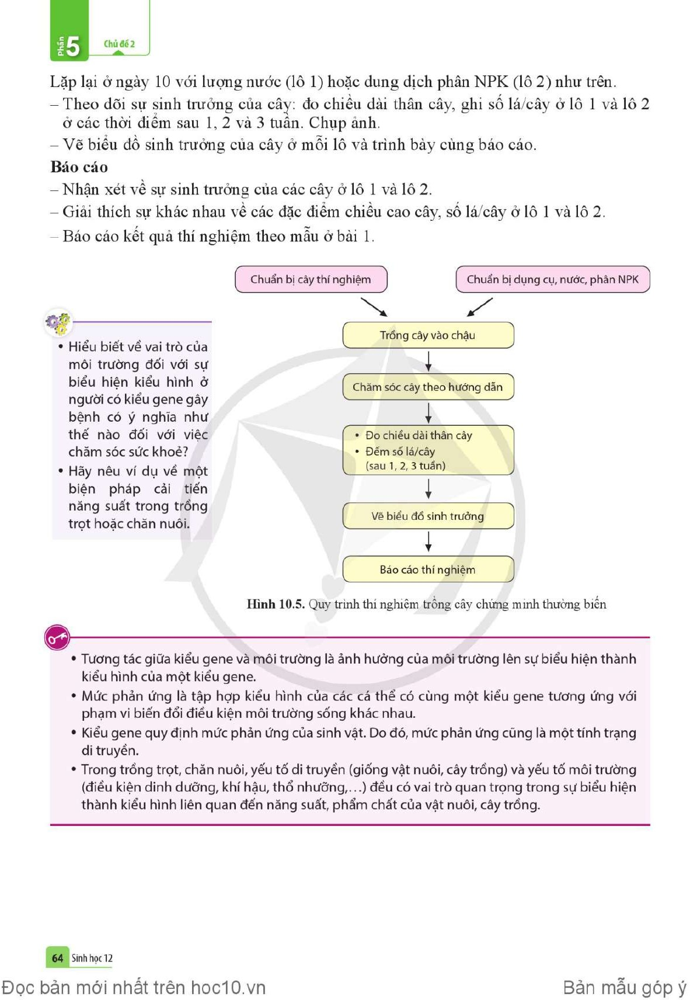 Phần 5
Chủ đề 2
Lặp lại ở ngày 10 với lượng nước (lô 1) hoặc dung dịch phân NPK (lô 2) như trên.
– Theo dõi sự sinh trưởng của cây: đo chiều dài thân cây, ghi số lá/cây ở lô 1 và lô 2
ở các thời điểm sau 1, 2 và 3 tuần. Chụp ảnh.
– Vẽ biểu đồ sinh trưởng của cây ở mỗi lô và trình bày cùng báo cáo.
Báo cáo
– Nhận xét về sự sinh trưởng của các cây ở lô 1 và lô 2.
– Giải thích sự khác nhau về các đặc điểm chiều cao cây, số lá/cây ở lô 1 và lô 2.
– Báo cáo kết quả thí nghiệm theo mẫu ở bài 1.
• Hiểu biết về vai trò của
môi trường đối với sự
biểu hiện kiểu hình ở
người có kiểu gene gây
bệnh có ý nghĩa như
thế nào đối với việc
chăm sóc sức khoẻ?
• Hãy nêu ví dụ về một
biện pháp cải tiến
năng suất trong trồng
trọt hoặc chăn nuôi.
Chuẩn bị cây thí nghiệm
Chuẩn bị dụng cụ, nước, phân NPK
Trồng cây vào chậu
Chăm sóc cây theo hướng dẫn
• Đo chiều dài thân cây
• Đếm số lá/cây
(sau 1, 2, 3 tuần)
Vẽ biểu đồ sinh trưởng
Báo cáo thí nghiệm
Hình 10.5. Quy trình thí nghiệm trồng cây chứng minh thường biến
• Tương tác giữa kiểu gene và môi trường là ảnh hưởng của môi trường lên sự biểu hiện thành
kiểu hình của một kiểu gene.
• Mức phản ứng là tập hợp kiểu hình của các cá thể có cùng một kiểu gene tương ứng với
phạm vi biến đổi điều kiện môi trường sống khác nhau.
• Kiểu gene quy định mức phản ứng của sinh vật. Do đó, mức phản ứng cũng là một tính trạng
di truyền.
• Trong trồng trọt, chăn nuôi, yếu tố di truyền (giống vật nuôi, cây trồng) và yếu tố môi trường
(điều kiện dinh dưỡng, khí hậu, thổ nhưỡng,...) đều có vai trò quan trọng trong sự biểu hiện
thành kiểu hình liên quan đến năng suất, phẩm chất của vật nuôi, cây trồng.
64 Sinh học 12
Đọc bản mới nhất trên hoc10.vn
Bản mẫu góp ý